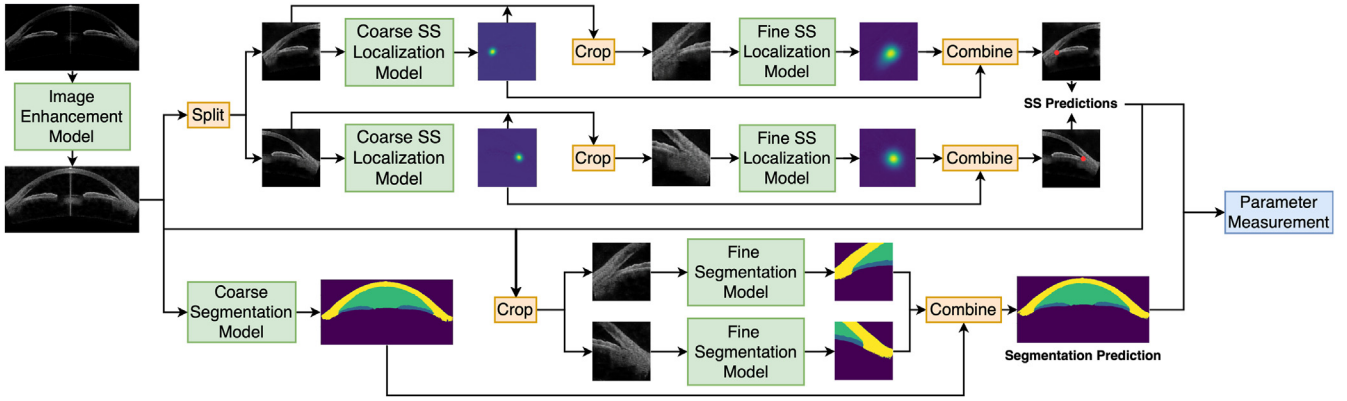 Image
Enhancement
Model
Split
Coarse SS
Localization
Model
Crop
Fine SS
Localization
Model
Combine
SS Predictions
Coarse SS
Localization
Model
Crop
Fine SS
Localization
Model
Combine
Parameter
Measurement
Coarse
Segmentation
Model
Crop
Fine
Segmentation
Model
Fine
Segmentation
Model
Combine
Segmentation Prediction